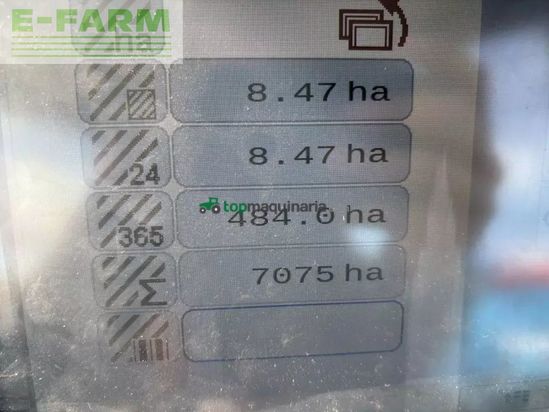 E-FARM
ha
8.47 ha
24
8.47 ha
topmaquinaria
365
484.0 ha
Σ
7075 ha